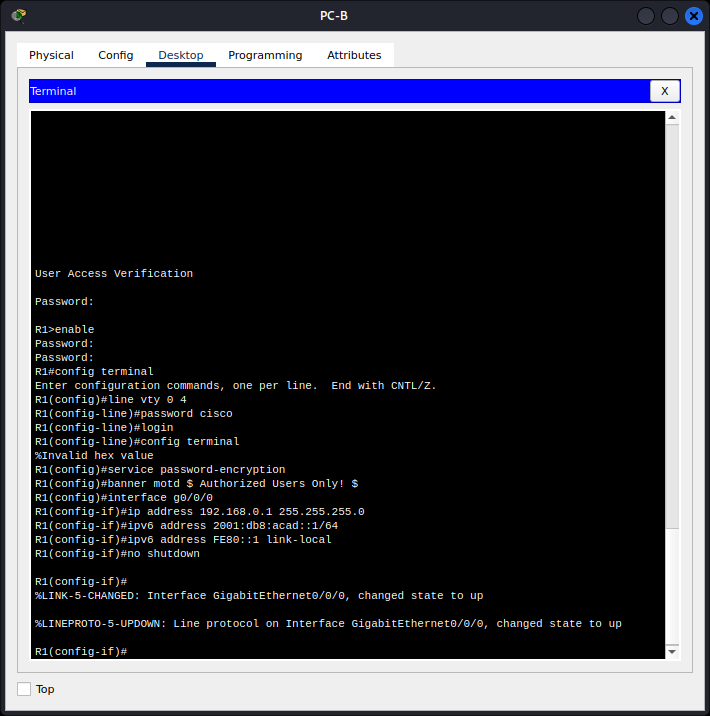 PC-B
Physical Config Desktop Programming Attributes
Terminal X
User Access Verification
Password:
R1>enable
Password:
Password:
R1#config terminal
Enter configuration commands, one per line.  End with CNTL/Z.
R1(config)#line vty 0 4
R1(config-line)#password cisco
R1(config-line)#login
R1(config-line)#config terminal
%Invalid hex value
R1(config)#service password-encryption
R1(config)#banner motd $ Authorized Users Only! $
R1(config)#interface g0/0/0
R1(config-if)#ip address 192.168.0.1 255.255.255.0
R1(config-if)#ipv6 address 2001:db8:acad::1/64
R1(config-if)#ipv6 address FE80::1 link-local
R1(config-if)#no shutdown
R1(config-if)#
%LINK-5-CHANGED: Interface GigabitEthernet0/0/0, changed state to up
%LINEPROTO-5-UPDOWN: Line protocol on Interface GigabitEthernet0/0/0, changed state to up
R1(config-if)#
Top